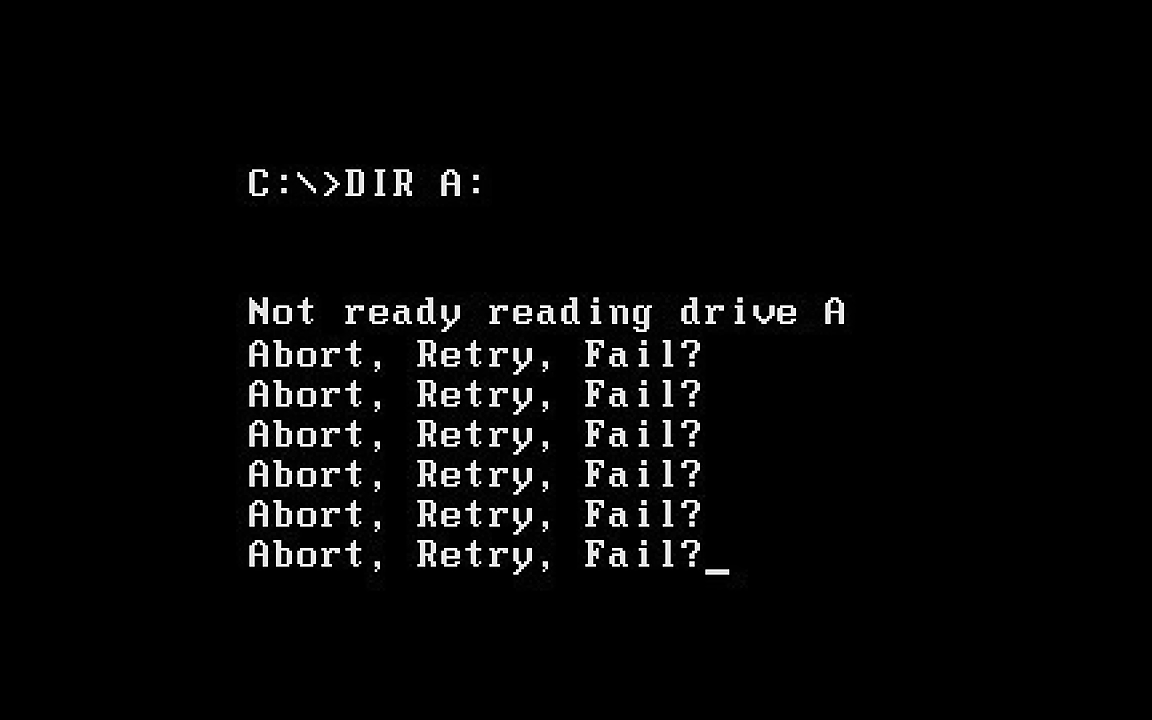 C:\>DIR A:
Not ready reading drive A
Abort, Retry, Fail?
Abort, Retry, Fail?
Abort, Retry, Fail?
Abort, Retry, Fail?
Abort, Retry, Fail?
Abort, Retry, Fail?_